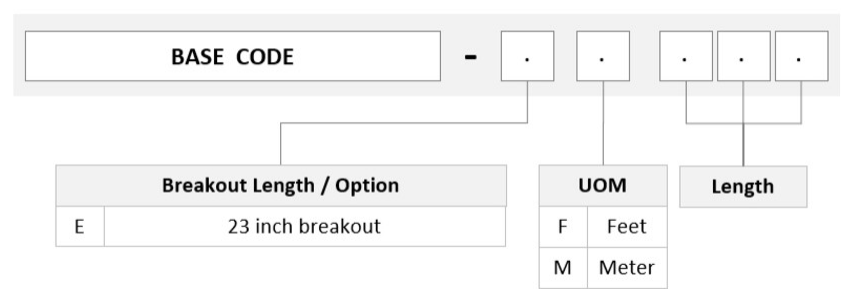 BASE CODE - . . . . .
Breakout Length / Option UOM Length
E 23 inch breakout F Feet
M Meter